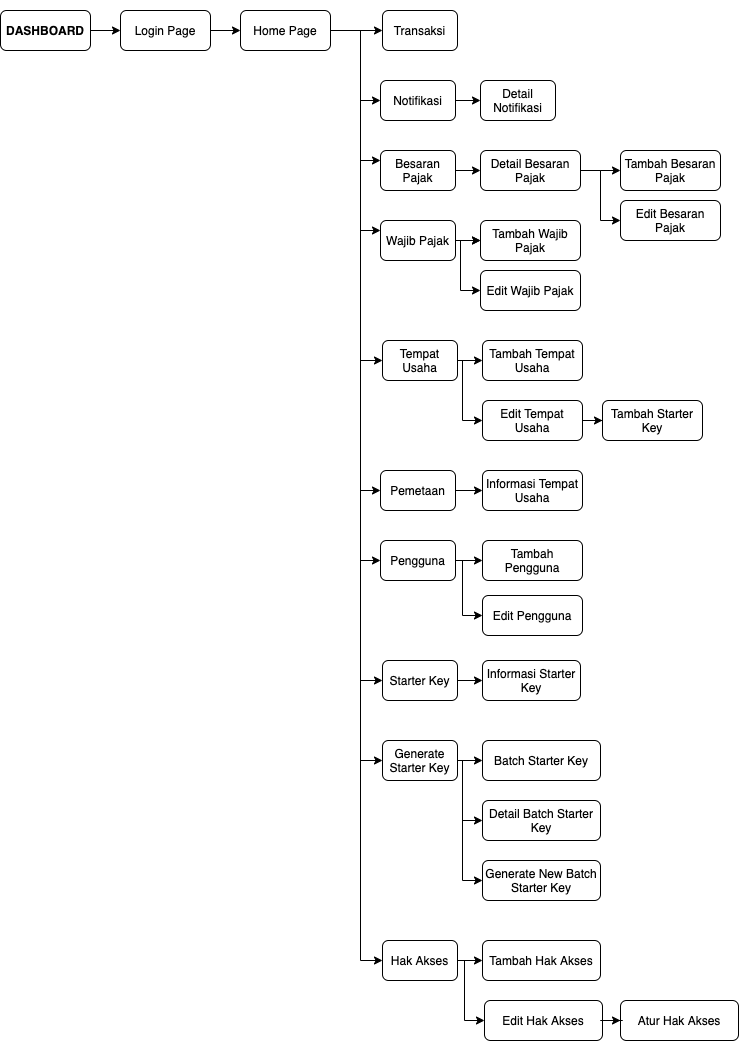 DASHBOARD
Login Page
Home Page
Transaksi
Notifikasi
Detail
Notifikasi
Besaran
Pajak
Detail Besaran
Pajak
Tambah Besaran
Pajak
Edit Besaran
Pajak
Wajib Pajak
Tambah Wajib
Pajak
Edit Wajib Pajak
Tempat
Usaha
Tambah Tempat
Usaha
Edit Tempat
Usaha
Tambah Starter
Key
Pemetaan
Informasi Tempat
Usaha
Pengguna
Tambah
Pengguna
Edit Pengguna
Starter Key
Informasi Starter
Key
Generate
Starter Key
Batch Starter Key
Detail Batch Starter
Key
Generate New Batch
Starter Key
Hak Akses
Tambah Hak Akses
Edit Hak Akses
Atur Hak Akses